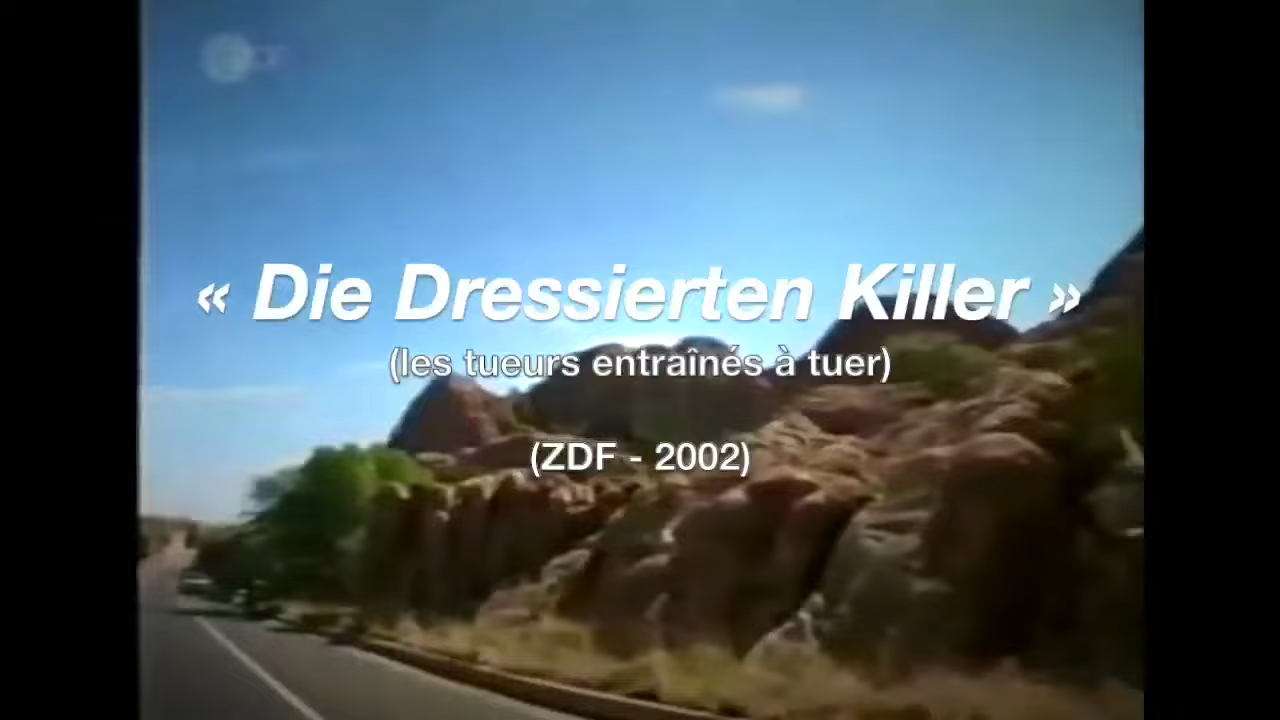 « Die Dressierten Killer »
(les tueurs entraînés à tuer)
(ZDF - 2002)